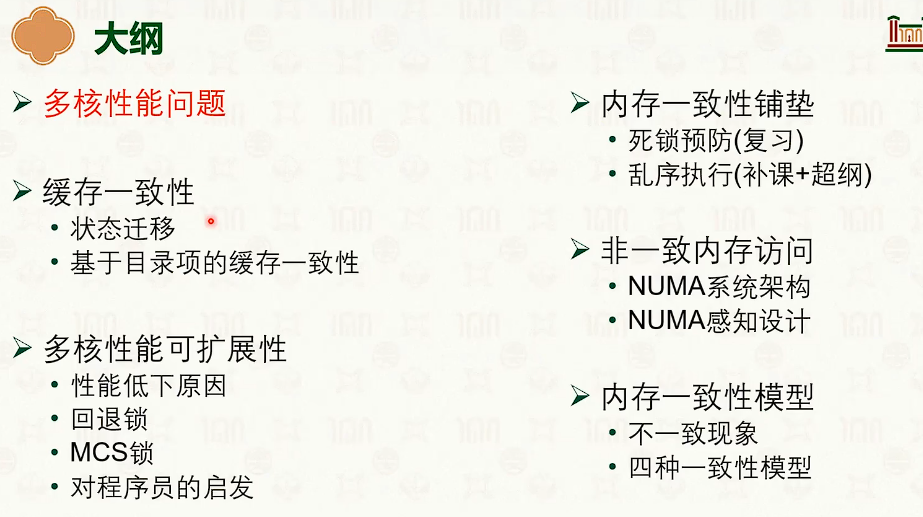 大纲
多核性能问题
缓存一致性
状态迁移
基于目录项的缓存一致性
多核性能可扩展性
性能低下原因
回退锁
MCS锁
对程序员的启发
内存一致性铺垫
死锁预防(复习)
乱序执行(补课+超纲)
非一致内存访问
NUMA系统架构
NUMA感知设计
内存一致性模型
不一致现象
四种一致性模型